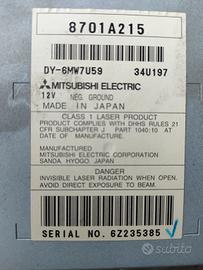 8701A215
DY-6MW7U59 34U197
MITSUBISHI ELECTRIC
12V NEG. GROUND
MADE IN JAPAN
CLASS 1 LASER PRODUCT
PRODUCT COMPLIES WITH DHHS RULES 21
CFR SUBCHAPTER J PART 1040:10 AT
DATE OF MANUFACTURE.
MANUFACTURED
MITSUBISHI ELECTRIC CORPORATION
SANDA, HYOGO. JAPAN
DANGER
INVISIBLE LASER RADIATION WHEN OPEN.
AVOID DIRECT EXPOSURE TO BEAM.
SERIAL NO. 6Z235385
subito